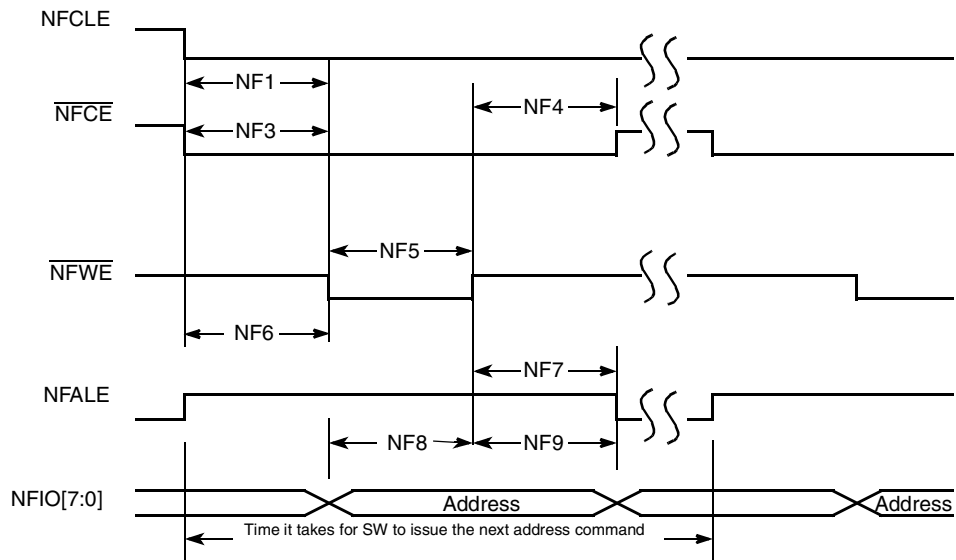 NFCLE
NF1
NF4
NFCE
NF3
NF5
NFWE
NF6
NF7
NFALE
NF8
NF9
NFIO[7:0]
Address
Address
Time it takes for SW to issue the next address command